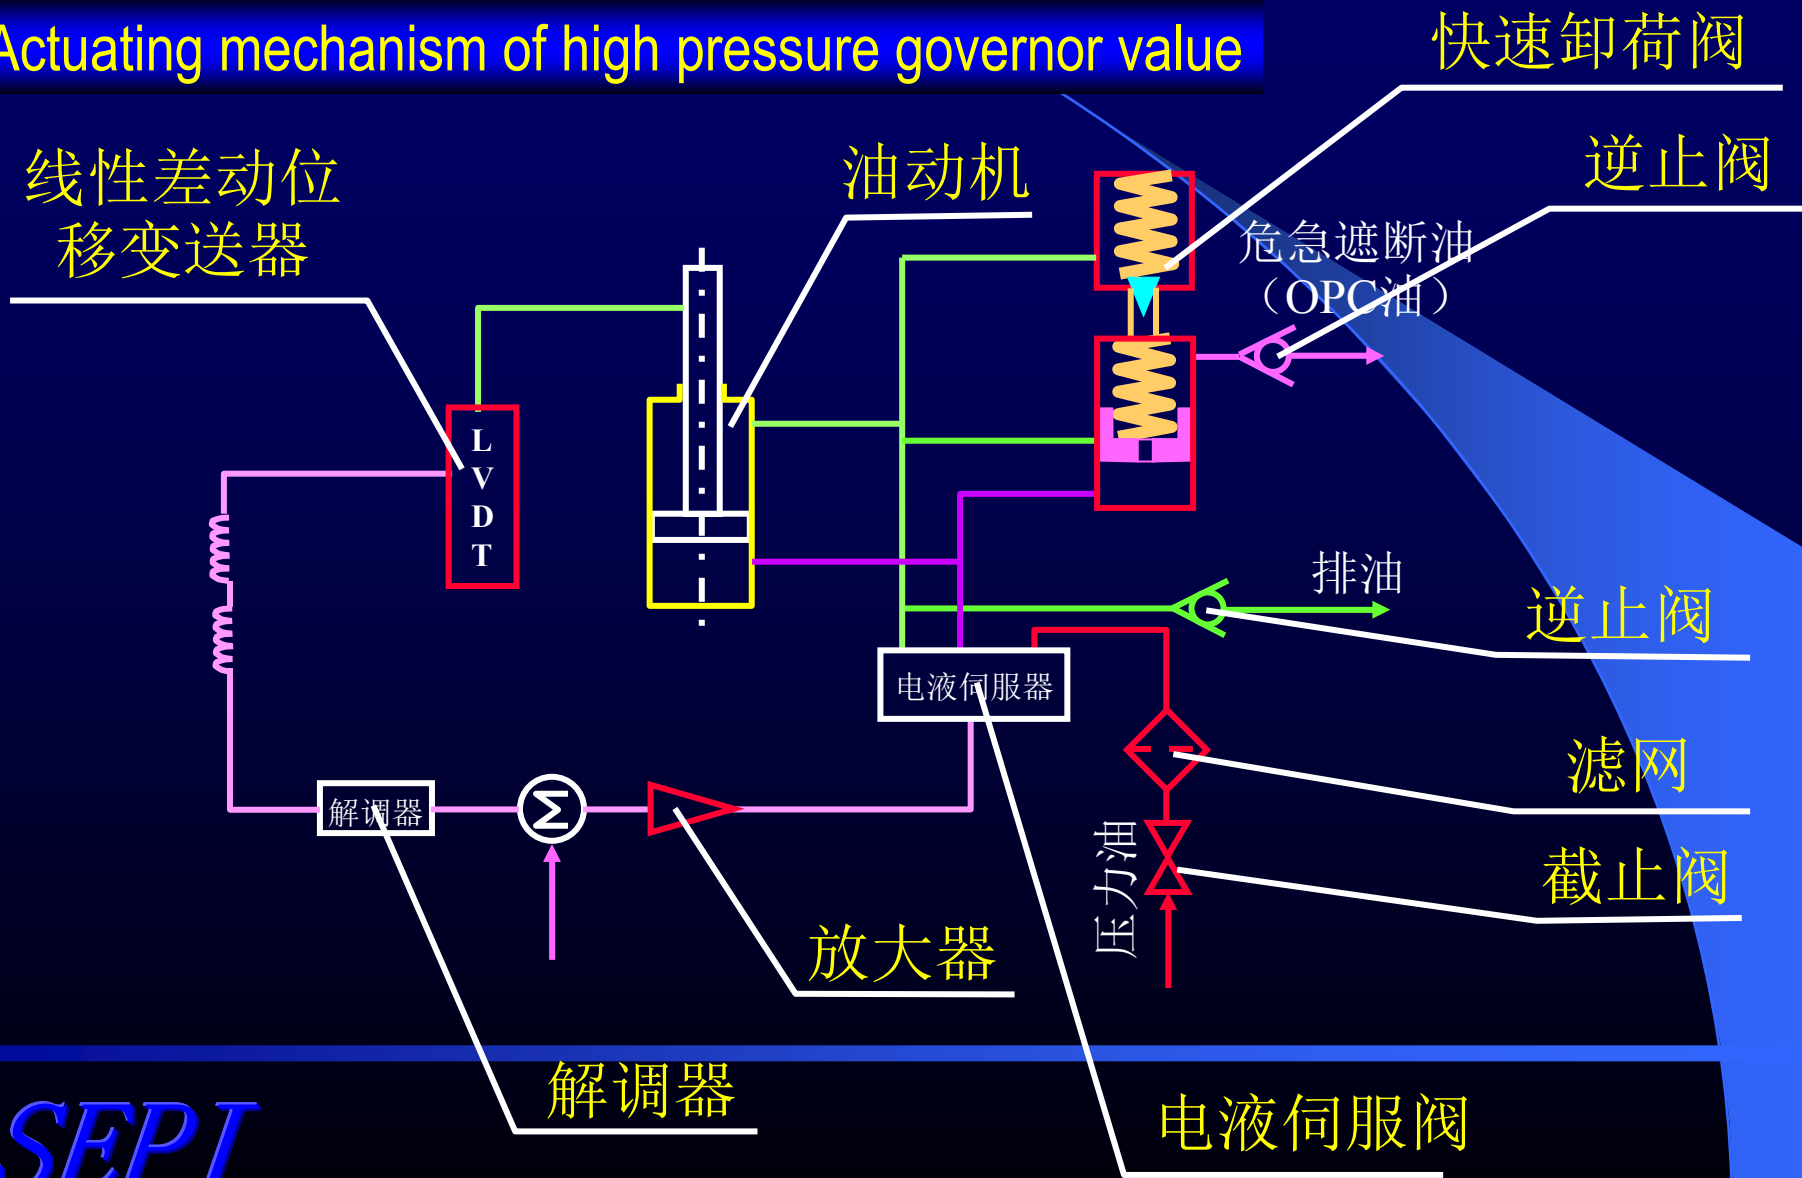 Actuating mechanism of high pressure governor value
快速卸荷阀
逆止阀
线性差动位
移变送器
油动机
危急遮断油
（OPC油）
L
V
D
T
排油
逆止阀
电液伺服器
滤网
解调器
Σ
压力油
截止阀
放大器
解调器
电液伺服阀
SEPI